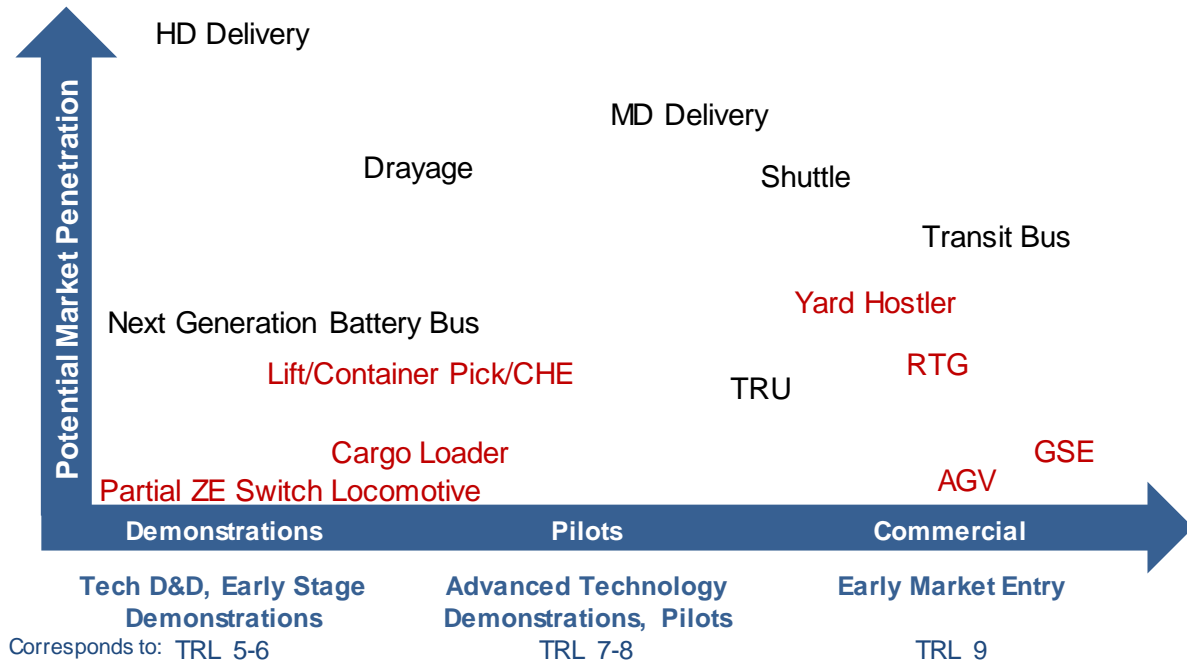 HD Delivery
MD Delivery
Drayage
Shuttle
Transit Bus
Potential Market Penetration
Yard Hostler
Next Generation Battery Bus
RTG
Lift/Container Pick/CHE
TRU
Cargo Loader
GSE
AGV
Partial ZE Switch Locomotive
Demonstrations
Pilots
Commercial
Tech D&D, Early Stage
Demonstrations
Advanced Technology
Demonstrations, Pilots
Early Market Entry
Corresponds to: TRL 5-6
TRL 7-8
TRL 9